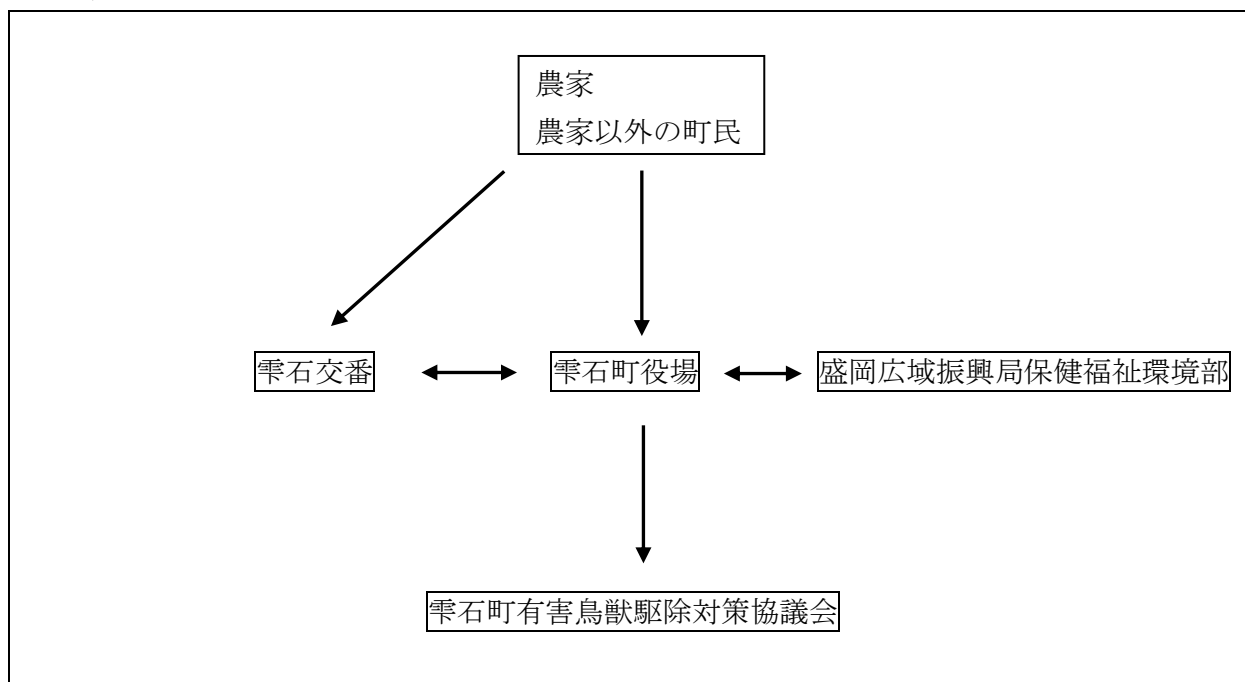 農家
農家以外の町民
雫石交番
雫石町役場
盛岡広域振興局保健福祉環境部
雫石町有害鳥獣駆除対策協議会